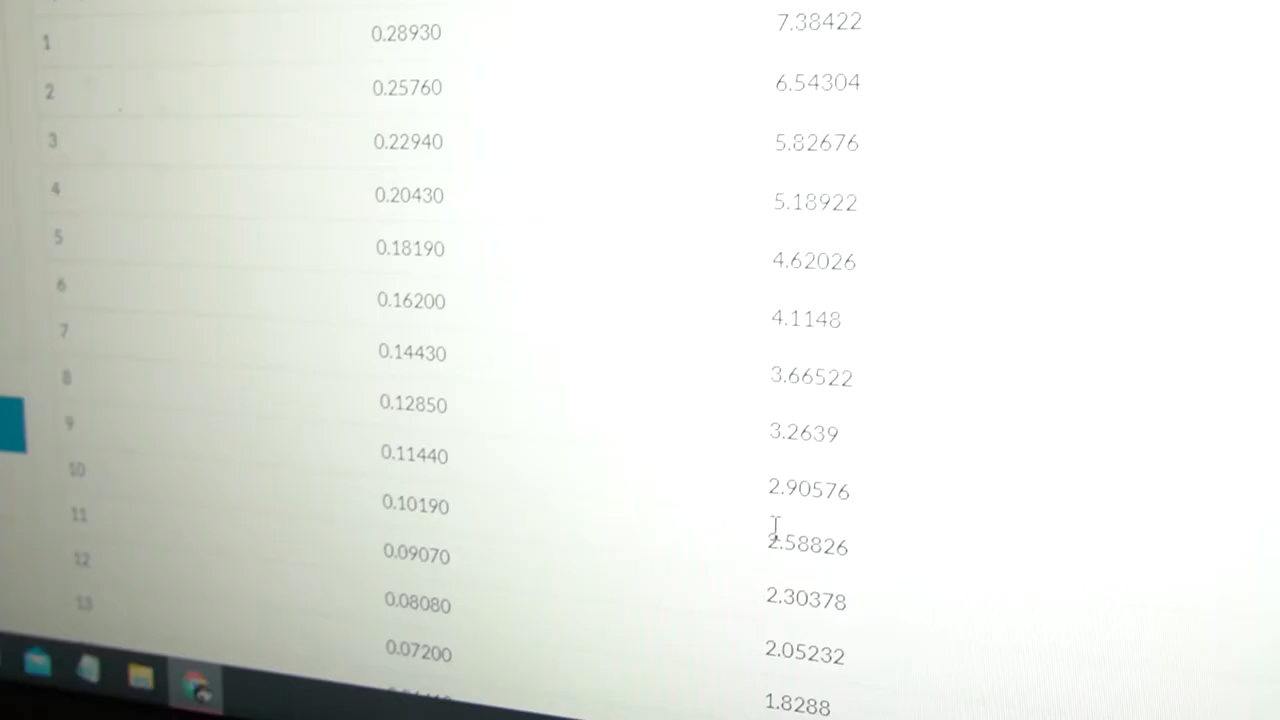 1 0.28930 7.38422
2 0.25760 6.54304
3 0.22940 5.82676
4 0.20430 5.18922
5 0.18190 4.62026
6 0.16200 4.1148
7 0.14430 3.66522
8 0.12850 3.2639
9 0.11440 2.90576
10 0.10190 2.58826
11 0.09070 2.30378
12 0.08080 2.05232
13 0.07200 1.8288